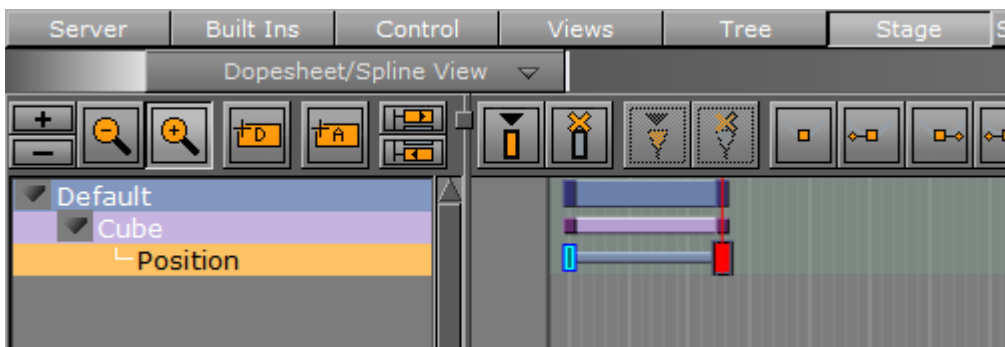 Server Built Ins Control Views Tree Stage S
Dopesheet/Spline View
D A
Default
Cube
Position